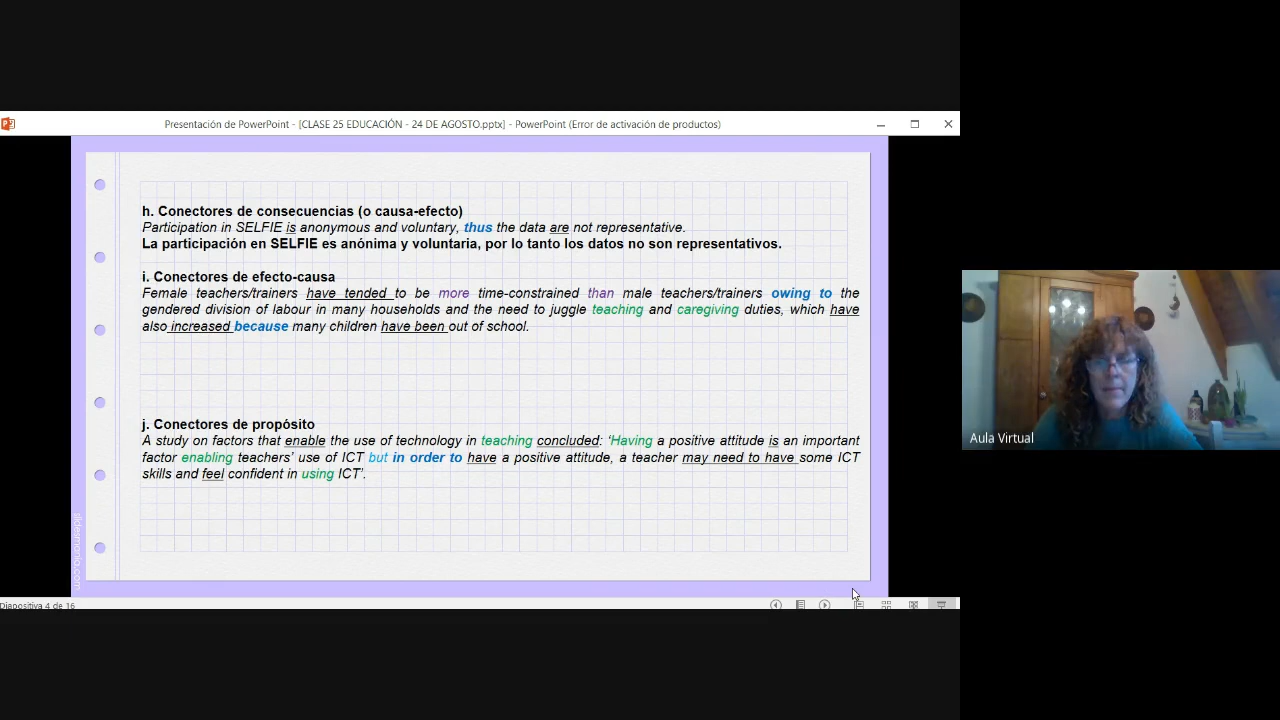 Presentación de PowerPoint - [CLASE 25 EDUCACIÓN - 24 DE AGOSTO.pptx] - PowerPoint (Error de activación de productos)
h. Conectores de consecuencias (o causa-efecto)
Participation in SELFIE is anonymous and voluntary, thus the data are not representative.
La participación en SELFIE es anónima y voluntaria, por lo tanto los datos no son representativos.
i. Conectores de efecto-causa
Female teachers/trainers have tended to be more time-constrained than male teachers/trainers owing to the
gendered division of labour in many households and the need to juggle teaching and caregiving duties, which have
also increased because many children have been out of school.
j. Conectores de propósito
A study on factors that enable the use of technology in teaching concluded: ‘Having a positive attitude is an important
factor enabling teachers’ use of ICT but in order to have a positive attitude, a teacher may need to have some ICT
skills and feel confident in using ICT’.
Diapositiva 4 de 16
Aula Virtual